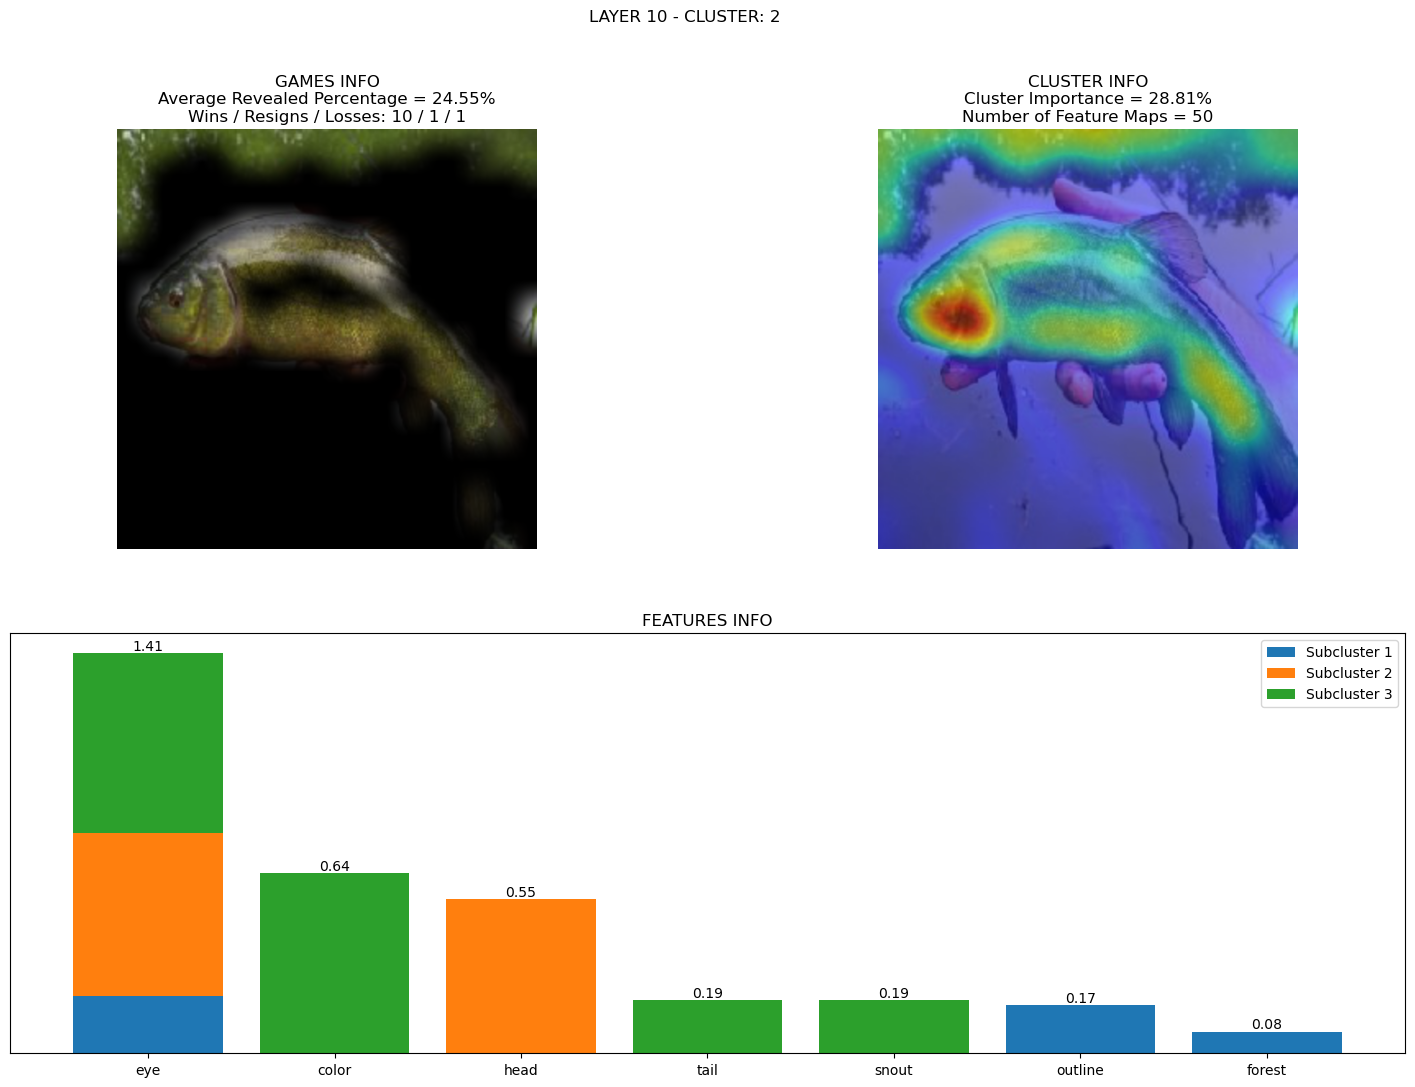 LAYER 10 - CLUSTER: 2
GAMES INFO
Average Revealed Percentage = 24.55%
Wins / Resigns / Losses: 10 / 1 / 1
CLUSTER INFO
Cluster Importance = 28.81%
Number of Feature Maps = 50
FEATURES INFO
1.41
0.64
0.55
0.19
0.19
0.17
0.08
Subcluster 1
Subcluster 2
Subcluster 3
eye
color
head
tail
snout
outline
forest